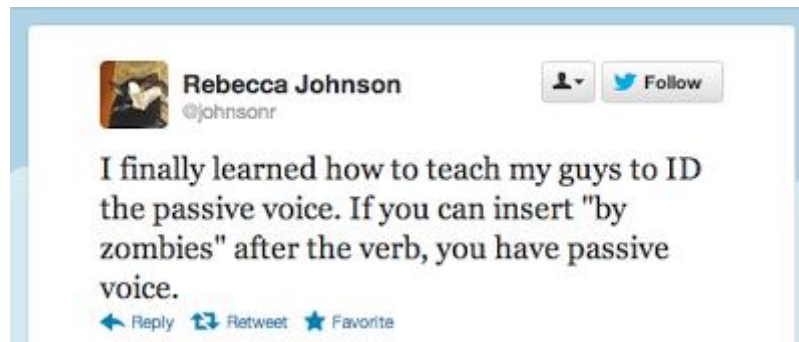 Rebecca Johnson
@johnsonr
Follow
I finally learned how to teach my guys to ID
the passive voice. If you can insert "by
zombies" after the verb, you have passive
voice.
Reply Retweet Favorite